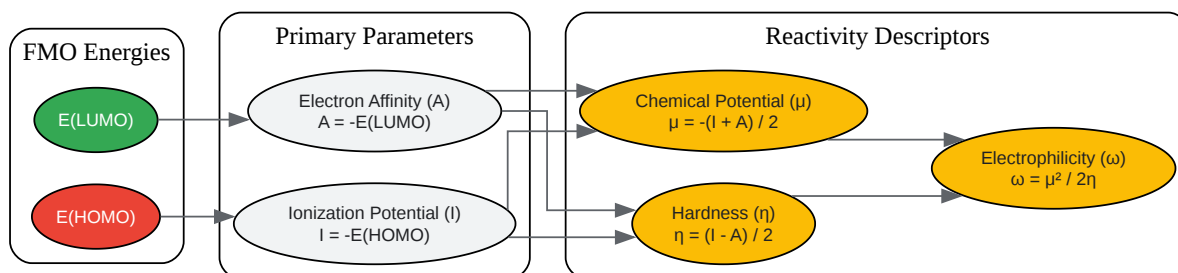 FMO Energies
E(LUMO)
E(HOMO)
Primary Parameters
Electron Affinity (A)
A = -E(LUMO)
Ionization Potential (I)
I = -E(HOMO)
Reactivity Descriptors
Chemical Potential (μ)
μ = -(I + A) / 2
Hardness (η)
η = (I - A) / 2
Electrophilicity (ω)
ω = μ² / 2η